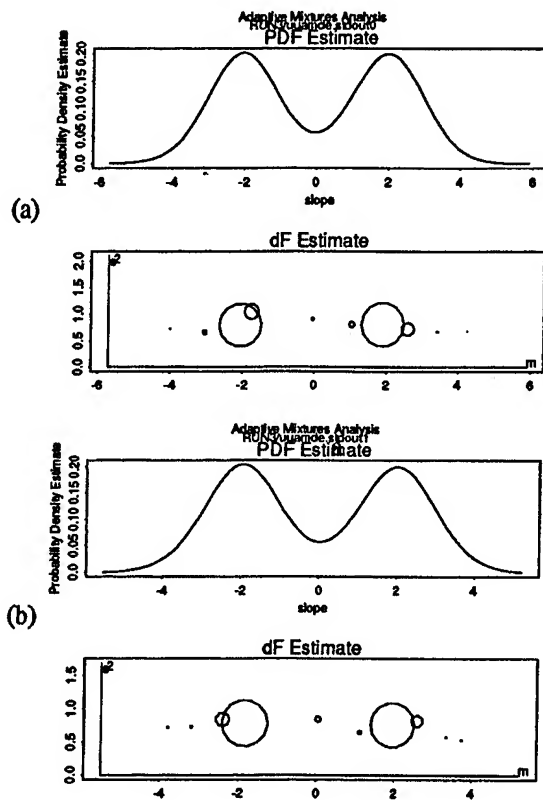 Adaptive Mixtures Analysis
PDF Estimate
Probability Density Estimate
0.0 0.05 0.10 0.15 0.20
-6 -4 -2 0 2 4 6
slope
(a)
dF Estimate
0.0 0.5 1.0 1.5 2.0
m
-6 -4 -2 0 2 4 6
Adaptive Mixtures Analysis
PDF Estimate
Probability Density Estimate
0.0 0.05 0.10 0.15 0.20
-4 -2 0 2 4
slope
(b)
dF Estimate
0.0 0.5 1.0 1.5
m
-4 -2 0 2 4